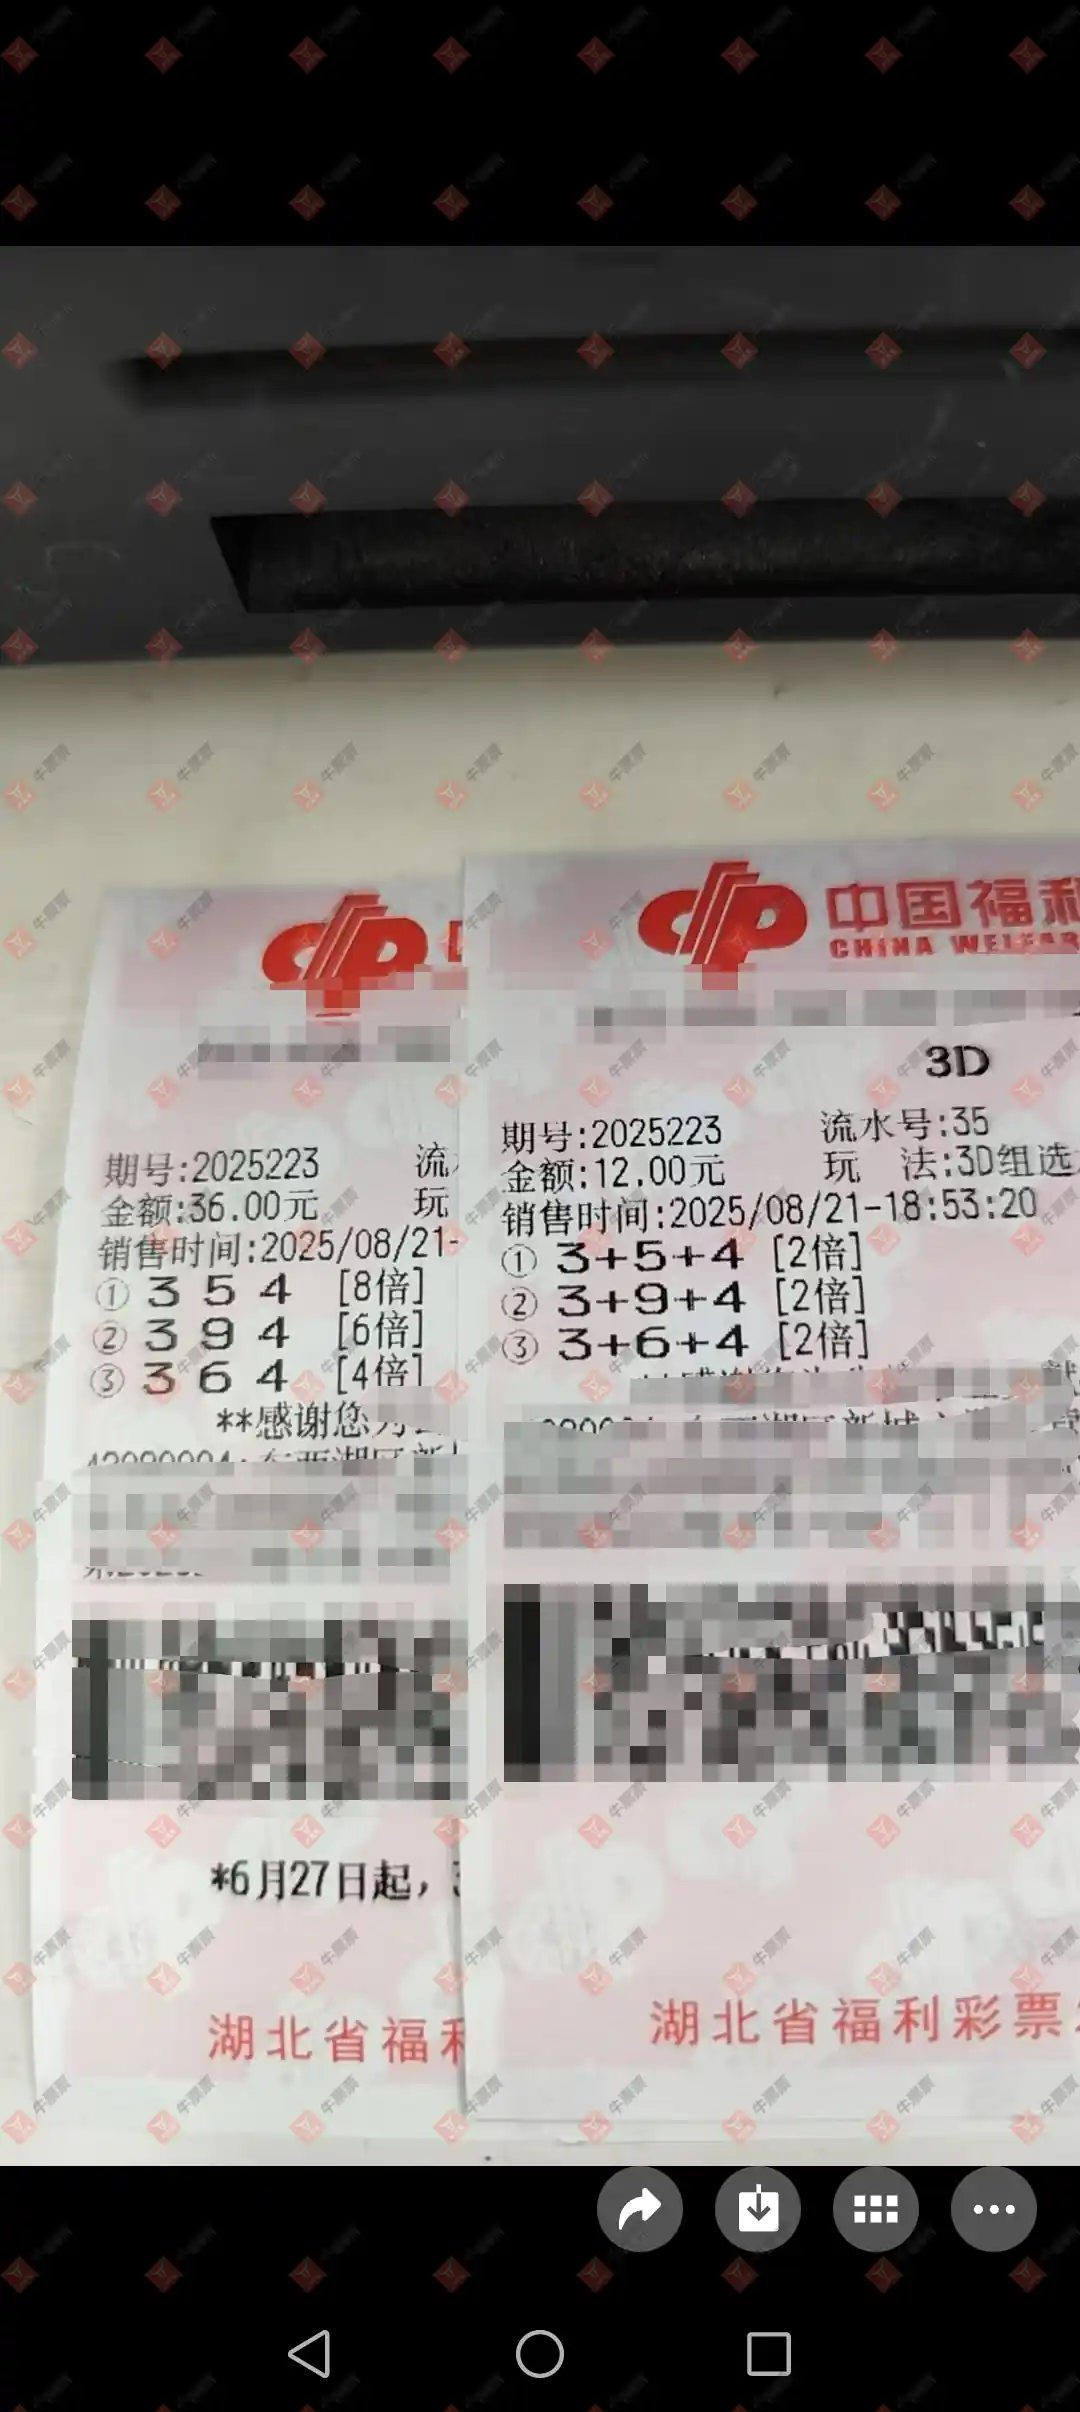 中国福利
CHINA WELFAR
3D
期号:2025223
流水号:35
金额:12.00元
玩 法:3D组选
销售时间:2025/08/21-18:53:20
① 3+5+4 [2倍]
② 3+9+4 [2倍]
③ 3+6+4 [2倍]
湖北省福利彩票
期号:2025223
流
金额:36.00元
玩
销售时间:2025/08/21-
① 3 5 4 [8倍]
② 3 9 4 [6倍]
③ 3 6 4 [4倍]
**感谢您为
*6月27日起，
湖北省福利
牛票票